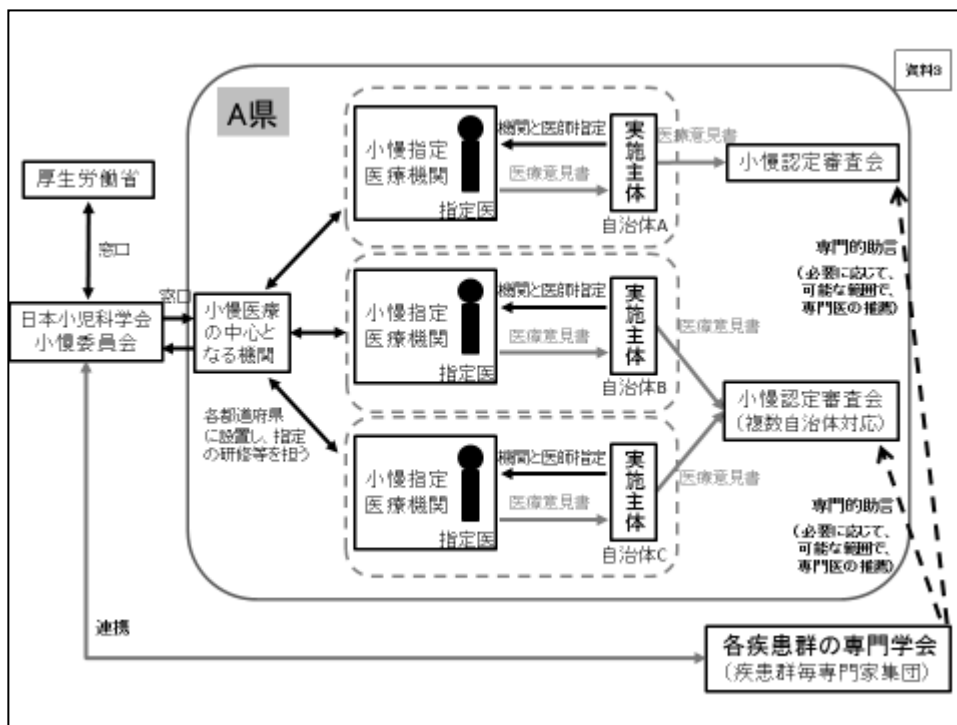 資料3
A県
厚生労働省
窓口
日本小児科学会
小慢委員会
窓口
小慢医療
の中心と
なる機関
各都道府県
に設置し、指定
の研修等を担う
小慢指定
医療機関
指定医
機関と医師指定
医療意見書
実施主体
自治体A
医療意見書
小慢認定審査会
小慢指定
医療機関
指定医
機関と医師指定
医療意見書
実施主体
自治体B
医療意見書
小慢認定審査会
(複数自治体対応)
小慢指定
医療機関
指定医
機関と医師指定
医療意見書
実施主体
自治体C
医療意見書
専門的助言
(必要に応じて、
可能な範囲で、
専門医の推薦)
専門的助言
(必要に応じて、
可能な範囲で、
専門医の推薦)
連携
各疾患群の専門学会
(疾患群毎専門家集団)